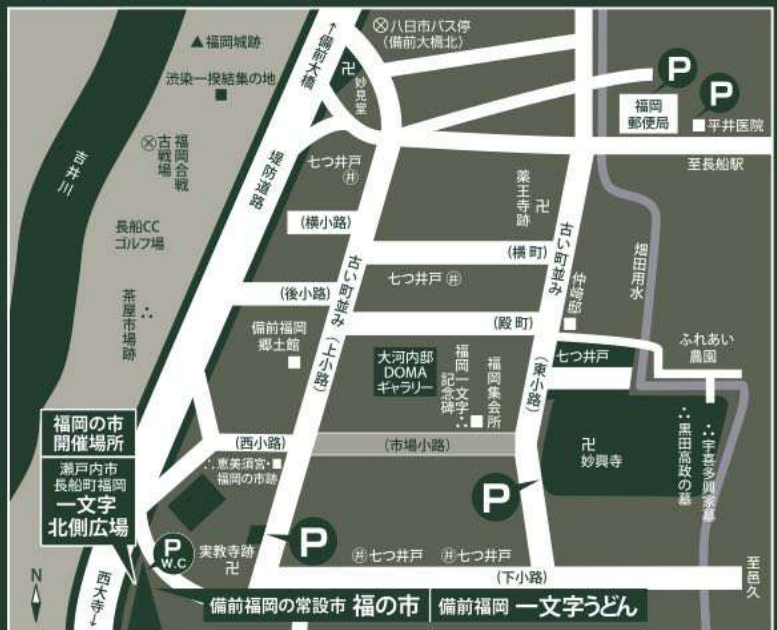 ↑備前大橋
八日市バス停
(備前大橋北)
▲福岡城跡
渋染一揆結集の地
卍妙見堂
P
福岡
郵便局
P
平井医院
至長船駅
福岡合戦
古戦場
吉井川
堤防道路
七つ井戸
井
薬王寺跡
卍
長船CC
ゴルフ場
(横小路)
古い町並み(上小路)
(横町)
古い町並み
(東小路)
畑田用水
茶屋市場跡
(後小路)
七つ井戸 井
仲﨑邸
(殿町)
備前福岡
郷土館
大河内邸
DOMA
ギャラリー
福岡一文字
記念碑
福岡集会所
七つ井戸
ふれあい
農園
福岡の市
開催場所
瀬戸内市
長船町福岡
一文字
北側広場
(西小路)
恵美須宮・
福岡の市跡
(市場小路)
卍
妙興寺
黒田高政の墓
宇喜多興家墓
P
P
W.C
実教寺跡
卍
P
井七つ井戸
井七つ井戸
至邑久
(下小路)
N
西大寺→
備前福岡の常設市 福の市
備前福岡 一文字うどん